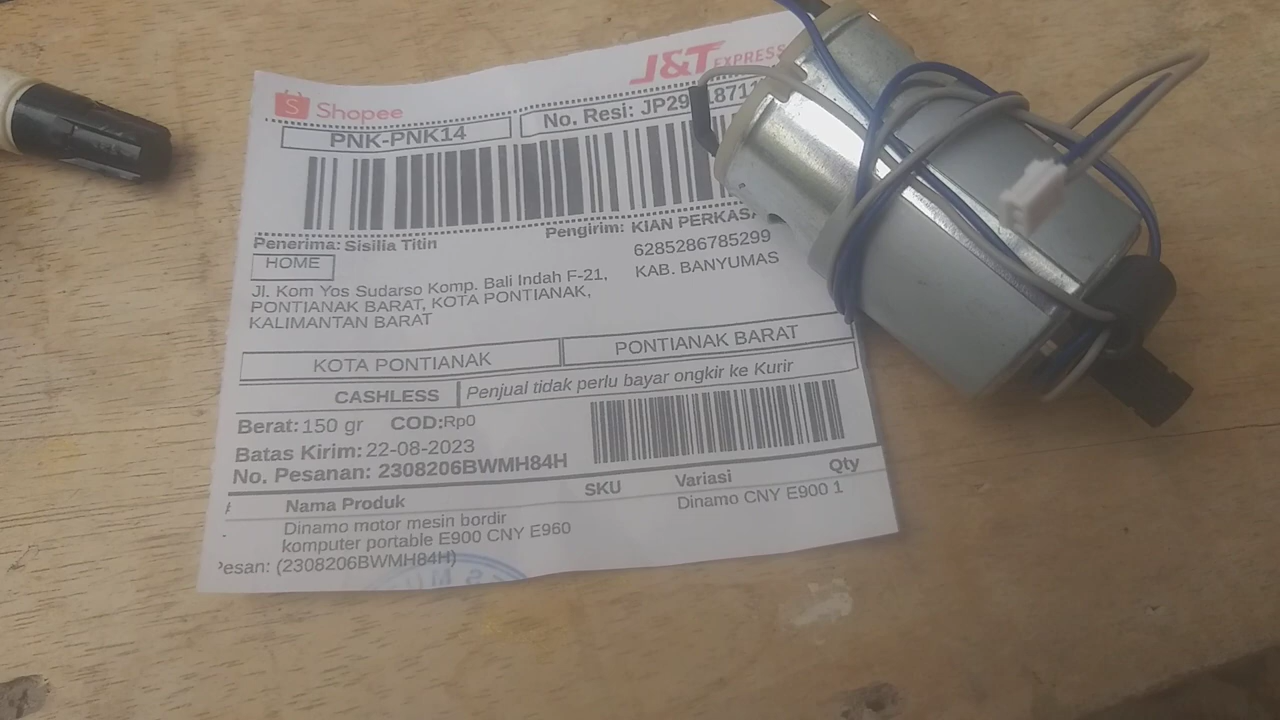 Shopee
J&T EXPRESS
PNK-PNK14
No. Resi:
Penerima: Sisilia Titin
Pengirim: KIAN PERKASA
HOME
6285286785299
KAB. BANYUMAS
Jl. Kom Yos Sudarso Komp. Bali Indah F-21,
PONTIANAK BARAT, KOTA PONTIANAK,
KALIMANTAN BARAT
KOTA PONTIANAK
PONTIANAK BARAT
CASHLESS
Penjual tidak perlu bayar ongkir ke Kurir
Berat: 150 gr COD:Rp0
Batas Kirim: 22-08-2023
No. Pesanan: 2308206BWMH84H
Nama Produk SKU Variasi Qty
Dinamo motor mesin bordir
komputer portable E900 CNY E960
Dinamo CNY E900 1
Pesan: (2308206BWMH84H)